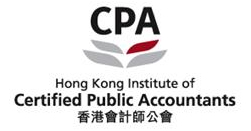 CPA
Hong Kong Institute of
Certified Public Accountants
香港會計師公會